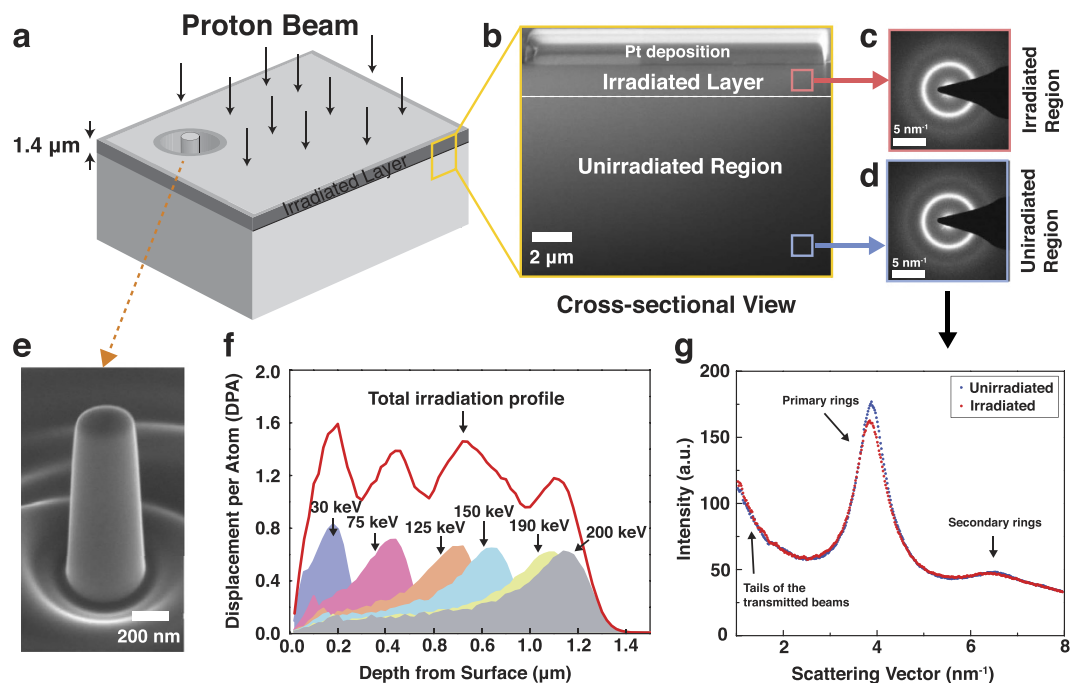 a
Proton Beam
1.4 µm
Irradiated Layer
b
Pt deposition
Irradiated Layer
Unirradiated Region
2 µm
Cross-sectional View
c
5 nm⁻¹
Irradiated
Region
d
5 nm⁻¹
Uniradiated
Region
e
200 nm
f
Displacement per Atom (DPA)
2.0
1.6
1.2
0.8
0.4
0.0
Total irradiation profile
30 keV
75 keV
125 keV
150 keV
190 keV
200 keV
0.0 0.2 0.4 0.8 0.6 1.0 1.2 1.4
Depth from Surface (µm)
g
Intensity (a.u.)
200
150
100
50
0
Unirradiated
Irradiated
Primary rings
Secondary rings
Tails of the
transmitted beams
2 4 6 8
Scattering Vector (nm⁻¹)